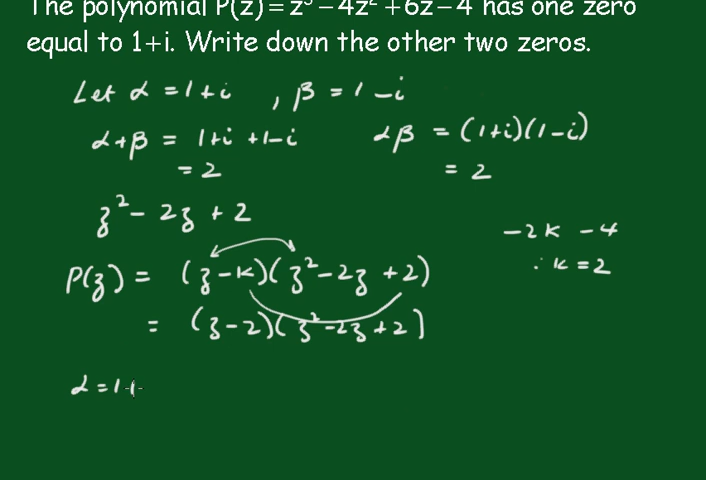 The polynomial P(z)=z³-4z²+6z-4 has one zero
equal to 1+i. Write down the other two zeros.
Let α = 1+i , β = 1-i
α+β = 1+i+1-i αβ = (1+i)(1-i)
= 2 = 2
z²-2z+2
-2k -4
P(z) = (z-k)(z²-2z+2)
∴ k=2
= (z-2)(z²-2z+2)
α=1+